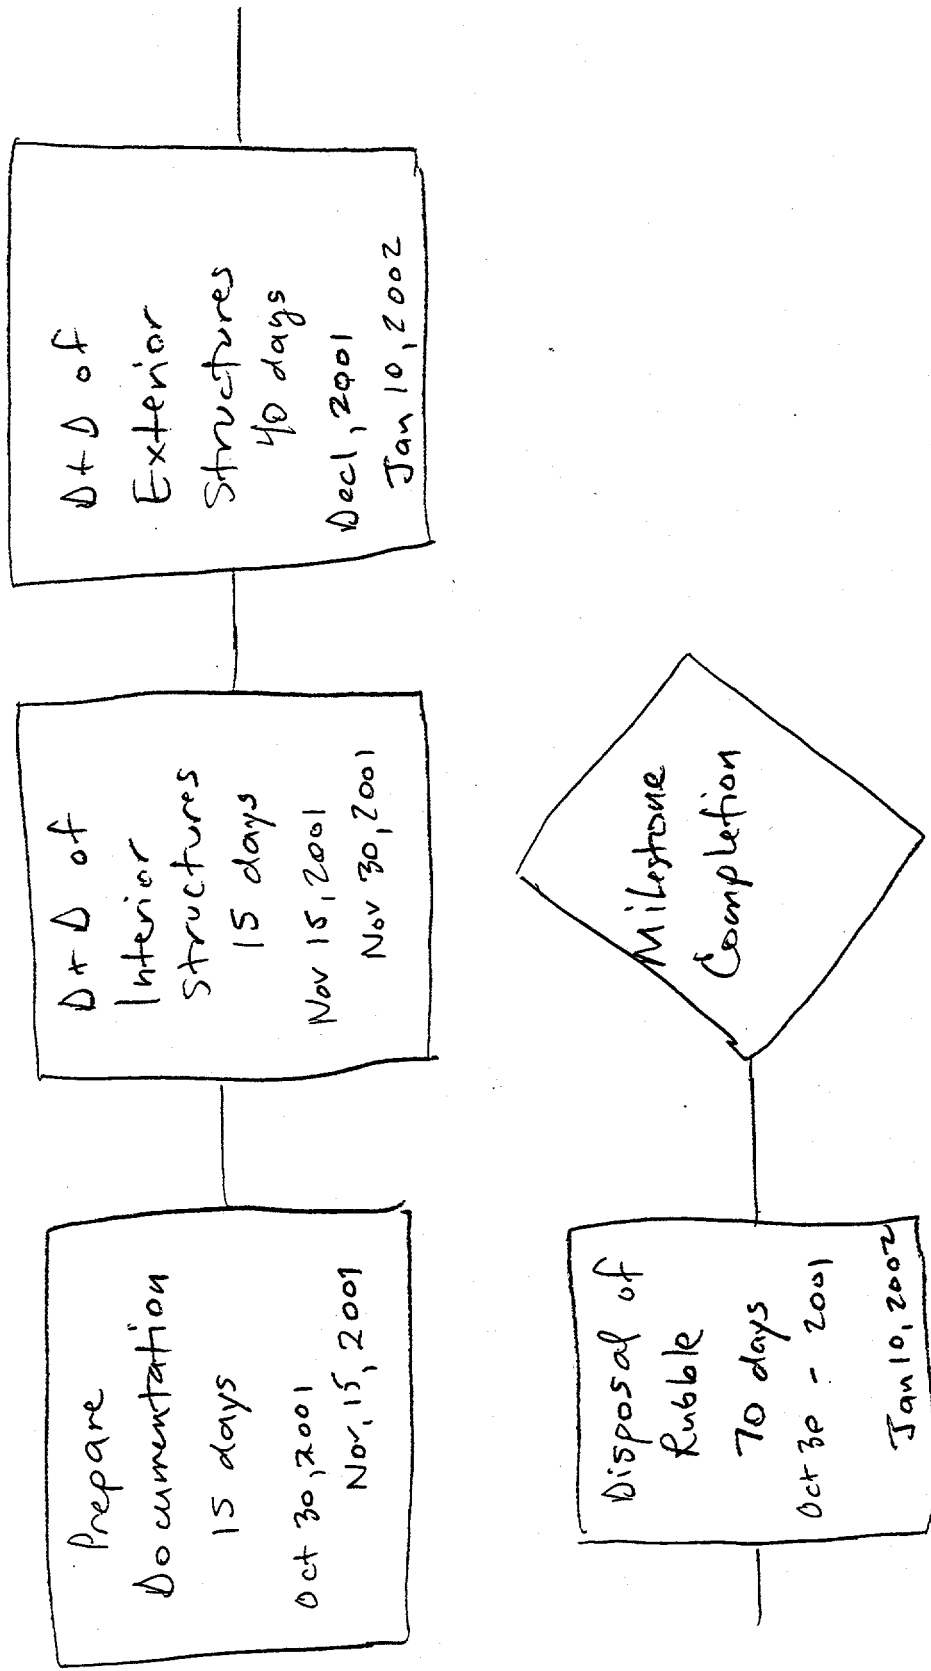 Prepare
Documentation
15 days
Oct 30, 2001
Nov, 15, 2001
D+D of
Interior
Structures
15 days
Nov 15, 2001
Nov 30, 2001
D+D of
Exterior
Structures
40 days
Dec 1, 2001
Jan 10, 2002
Disposal of
Rubble
70 days
Oct 30 - 2001
Jan 10, 2002
Milestone
Completion